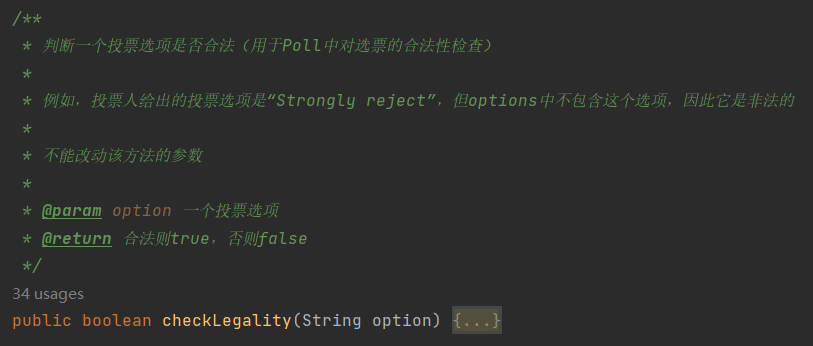 /**
 * 判断一个投票选项是否合法（用于Poll中对选票的合法性检查）
 *
 * 例如，投票人给出的投票选项是“Strongly reject”，但options中不包含这个选项，因此它是非法的
 *
 * 不能改动该方法的参数
 *
 * @param option 一个投票选项
 * @return 合法则true，否则false
 */
34 usages
public boolean checkLegality(String option) {...}